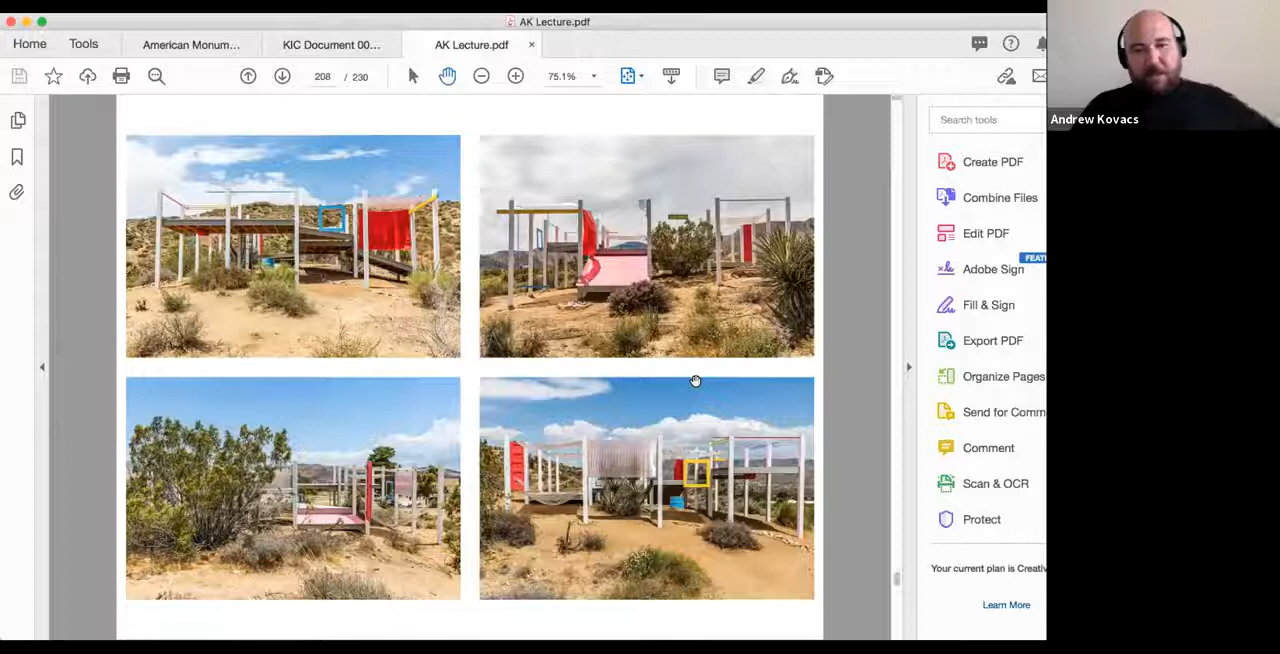 AK Lecture.pdf
Home
Tools
American Monum...
KIC Document 00...
AK Lecture.pdf
×
208 / 230
75.1%
Search tools
Create PDF
Combine Files
Edit PDF
FEAT
Adobe Sign
Fill & Sign
Export PDF
Organize Pages
Send for Comm
Comment
Scan & OCR
Protect
Your current plan is Creativ
Learn More
Andrew Kovacs